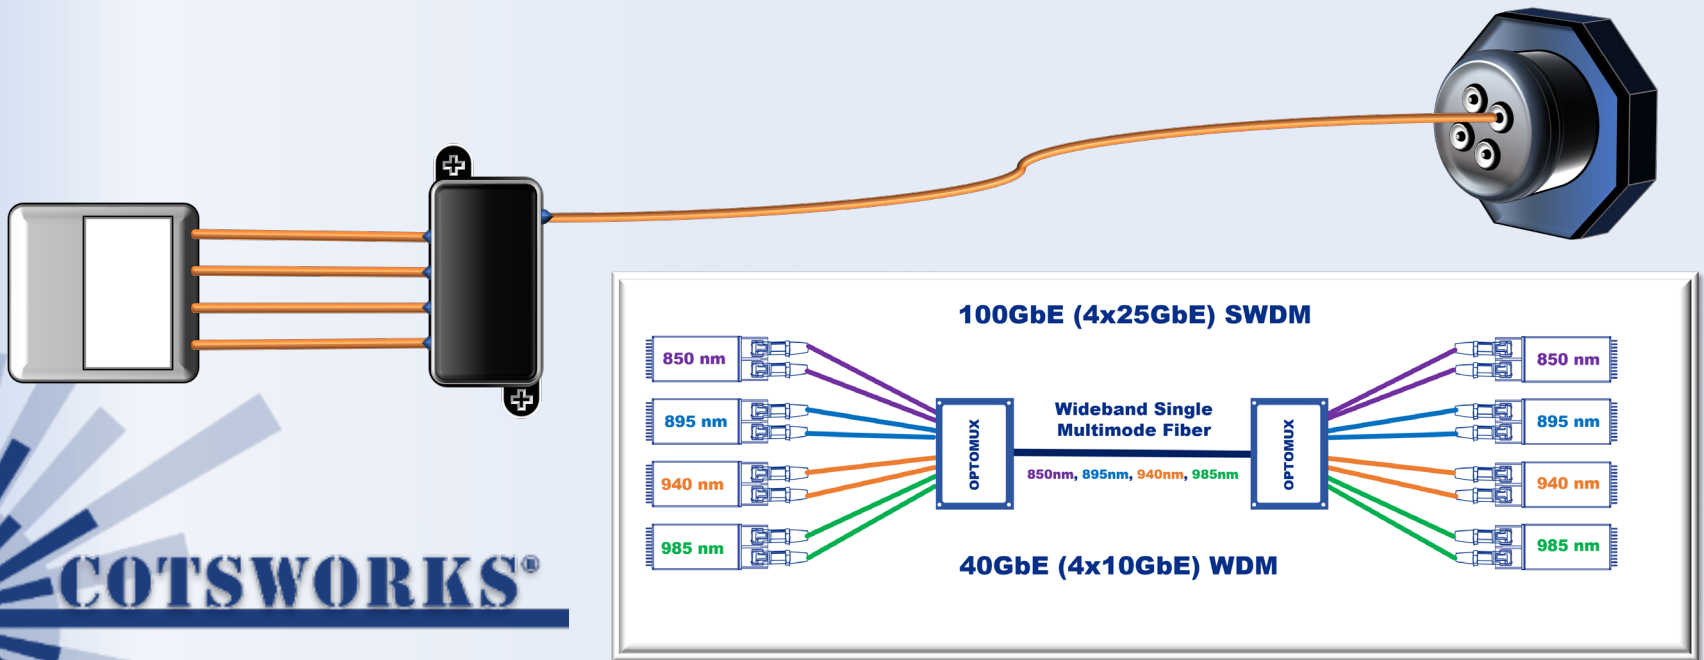 100GbE (4x25GbE) SWDM
850 nm
895 nm
940 nm
985 nm
OPTOMUX
Wideband Single
Multimode Fiber
850nm, 895nm, 940nm, 985nm
OPTOMUX
850 nm
895 nm
940 nm
985 nm
40GbE (4x10GbE) WDM
COTSWORKS®